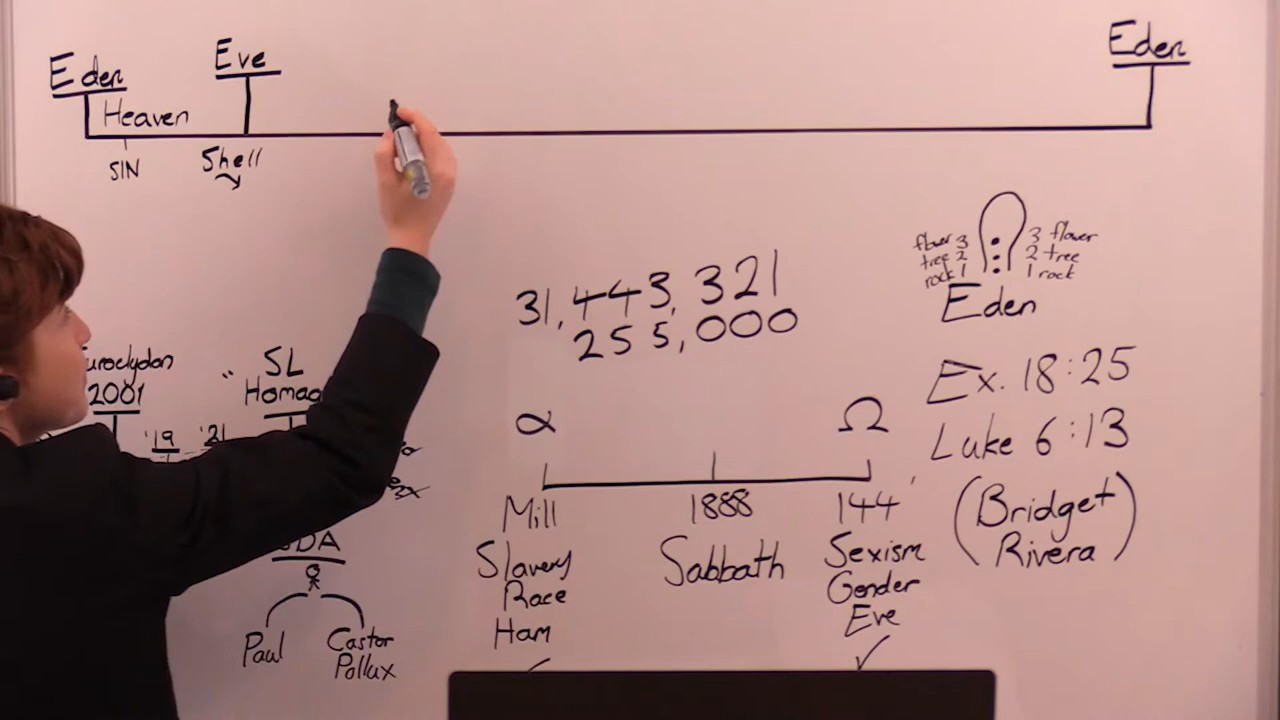 Eden
Eve
Eden
Heaven
SIN
Shell
31,443,321
255,000
flower 3
tree 2
rock 1
3 flower
2 tree
1 rock
Eden
Ex. 18:25
Luke 6:13
(Bridget
Rivera)
uroclydon
2001
'19
'21
SL
α
Ω
Mill
1888
144
Slavery
Race
Ham
Sabbath
Sexism
Gender
Eve
DA
Paul
Castor
Pollux